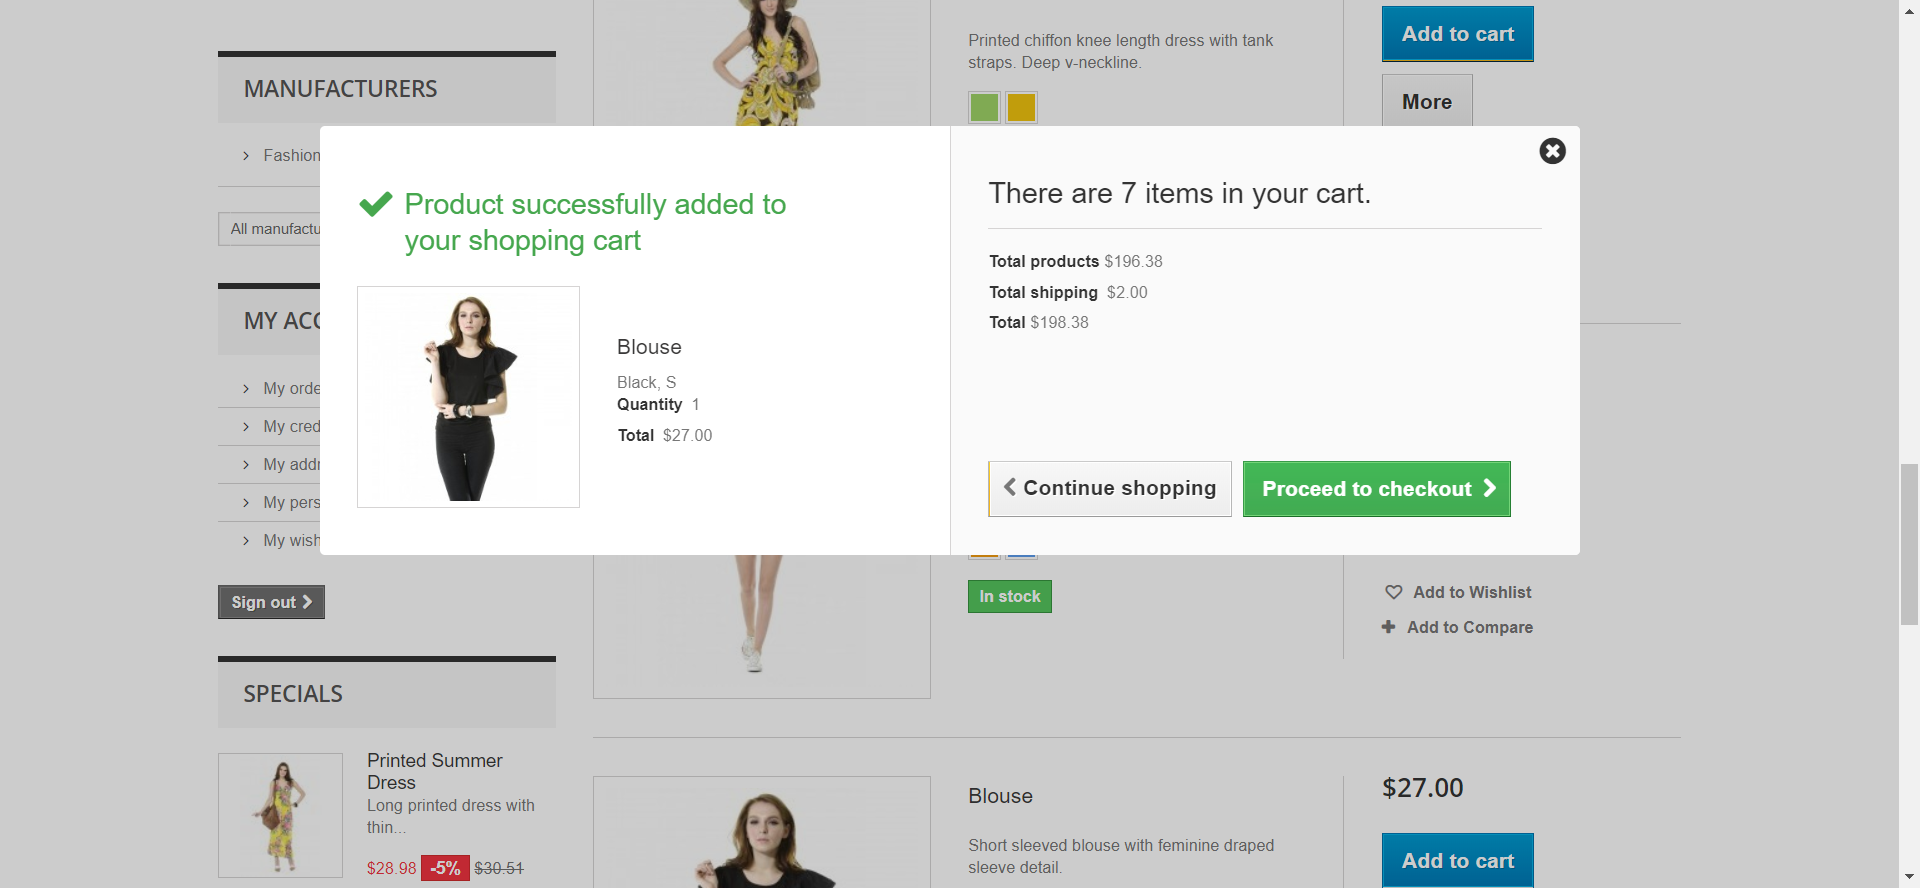 MANUFACTURERS
Fashion
All manufactu
MY ACC
My orde
My cred
My addr
My pers
My wish
Sign out
SPECIALS
Printed Summer
Dress
Long printed dress with
thin...
$28.98 -5% $30.51
Printed chiffon knee length dress with tank
straps. Deep v-neckline.
Add to cart
More
Product successfully added to
your shopping cart
Blouse
Black, S
Quantity 1
Total $27.00
There are 7 items in your cart.
Total products $196.38
Total shipping $2.00
Total $198.38
Continue shopping
Proceed to checkout
In stock
Add to Wishlist
Add to Compare
Blouse
Short sleeved blouse with feminine draped
sleeve detail.
$27.00
Add to cart